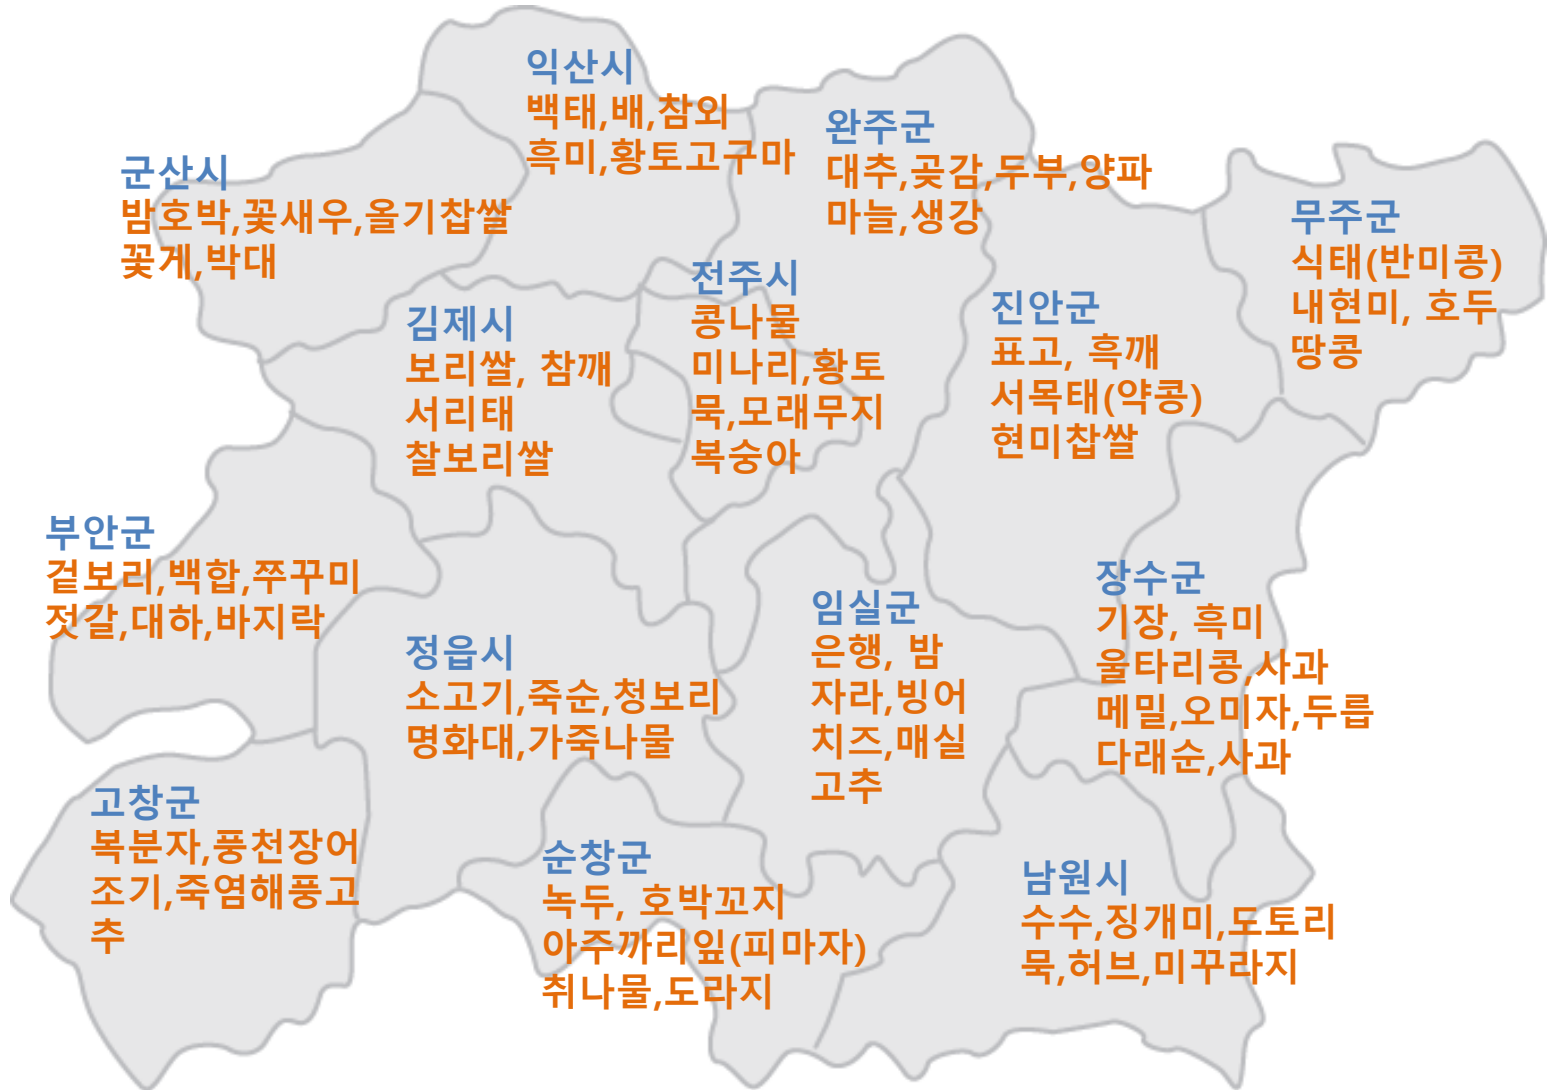 익산시
백태,배,참외
흑미,황토고구마
완주군
대추,곶감,두부,양파
마늘,생강
군산시
밤호박,꽃새우,올기찹쌀
꽃게,박대
무주군
식태(반미콩)
내현미, 호두
땅콩
전주시
콩나물
미나리,황토
묵,모래무지
복숭아
진안군
표고, 흑깨
서목태(약콩)
현미찹쌀
김제시
보리쌀, 참깨
서리태
찰보리쌀
부안군
겉보리,백합,쭈꾸미
젓갈,대하,바지락
장수군
기장, 흑미
울타리콩,사과
메밀,오미자,두릅
다래순,사과
임실군
은행, 밤
자라,빙어
치즈,매실
고추
정읍시
소고기,죽순,청보리
명화대,가죽나물
고창군
복분자,풍천장어
조기,죽염해풍고
추
순창군
녹두, 호박꼬지
아주까리잎(피마자)
취나물,도라지
남원시
수수,징개미,도토리
묵,허브,미꾸라지